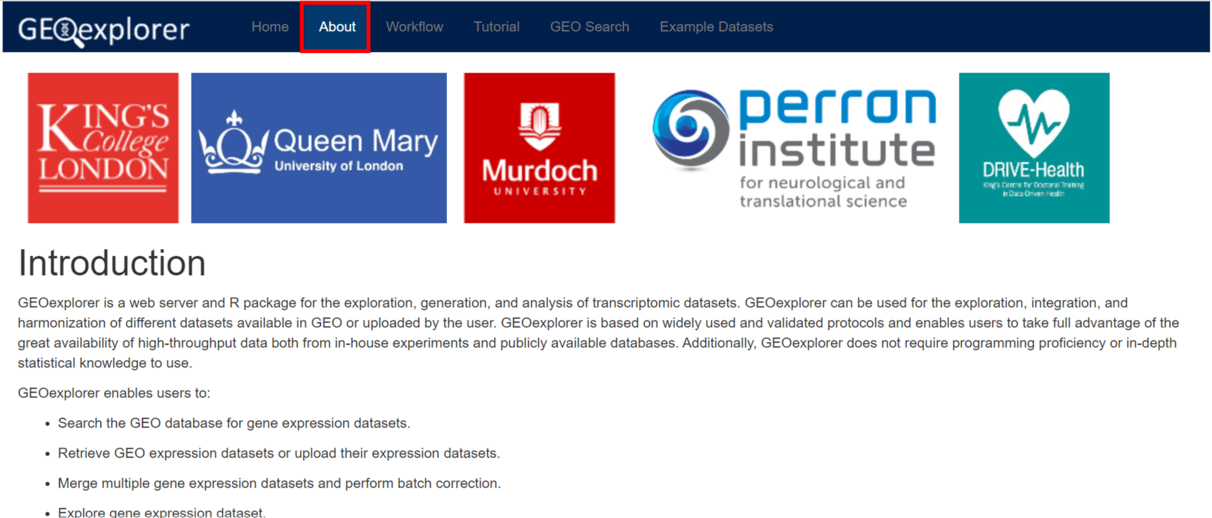 GEOexplorer Home About Workflow Tutorial GEO Search Example Datasets
KING'S
College
LONDON
Queen Mary
University of London
Murdoch
UNIVERSITY
perron
institute
for neurological and
translational science
DRIVE-Health
King's Centre for Doctoral Training
in Data-Driven Health
Introduction
GEOexplorer is a web server and R package for the exploration, generation, and analysis of transcriptomic datasets. GEOexplorer can be used for the exploration, integration, and
harmonization of different datasets available in GEO or uploaded by the user. GEOexplorer is based on widely used and validated protocols and enables users to take full advantage of the
great availability of high-throughput data both from in-house experiments and publicly available databases. Additionally, GEOexplorer does not require programming proficiency or in-depth
statistical knowledge to use.
GEOexplorer enables users to:
• Search the GEO database for gene expression datasets.
• Retrieve GEO expression datasets or upload their expression datasets.
• Merge multiple gene expression datasets and perform batch correction.
• Explore gene expression dataset.